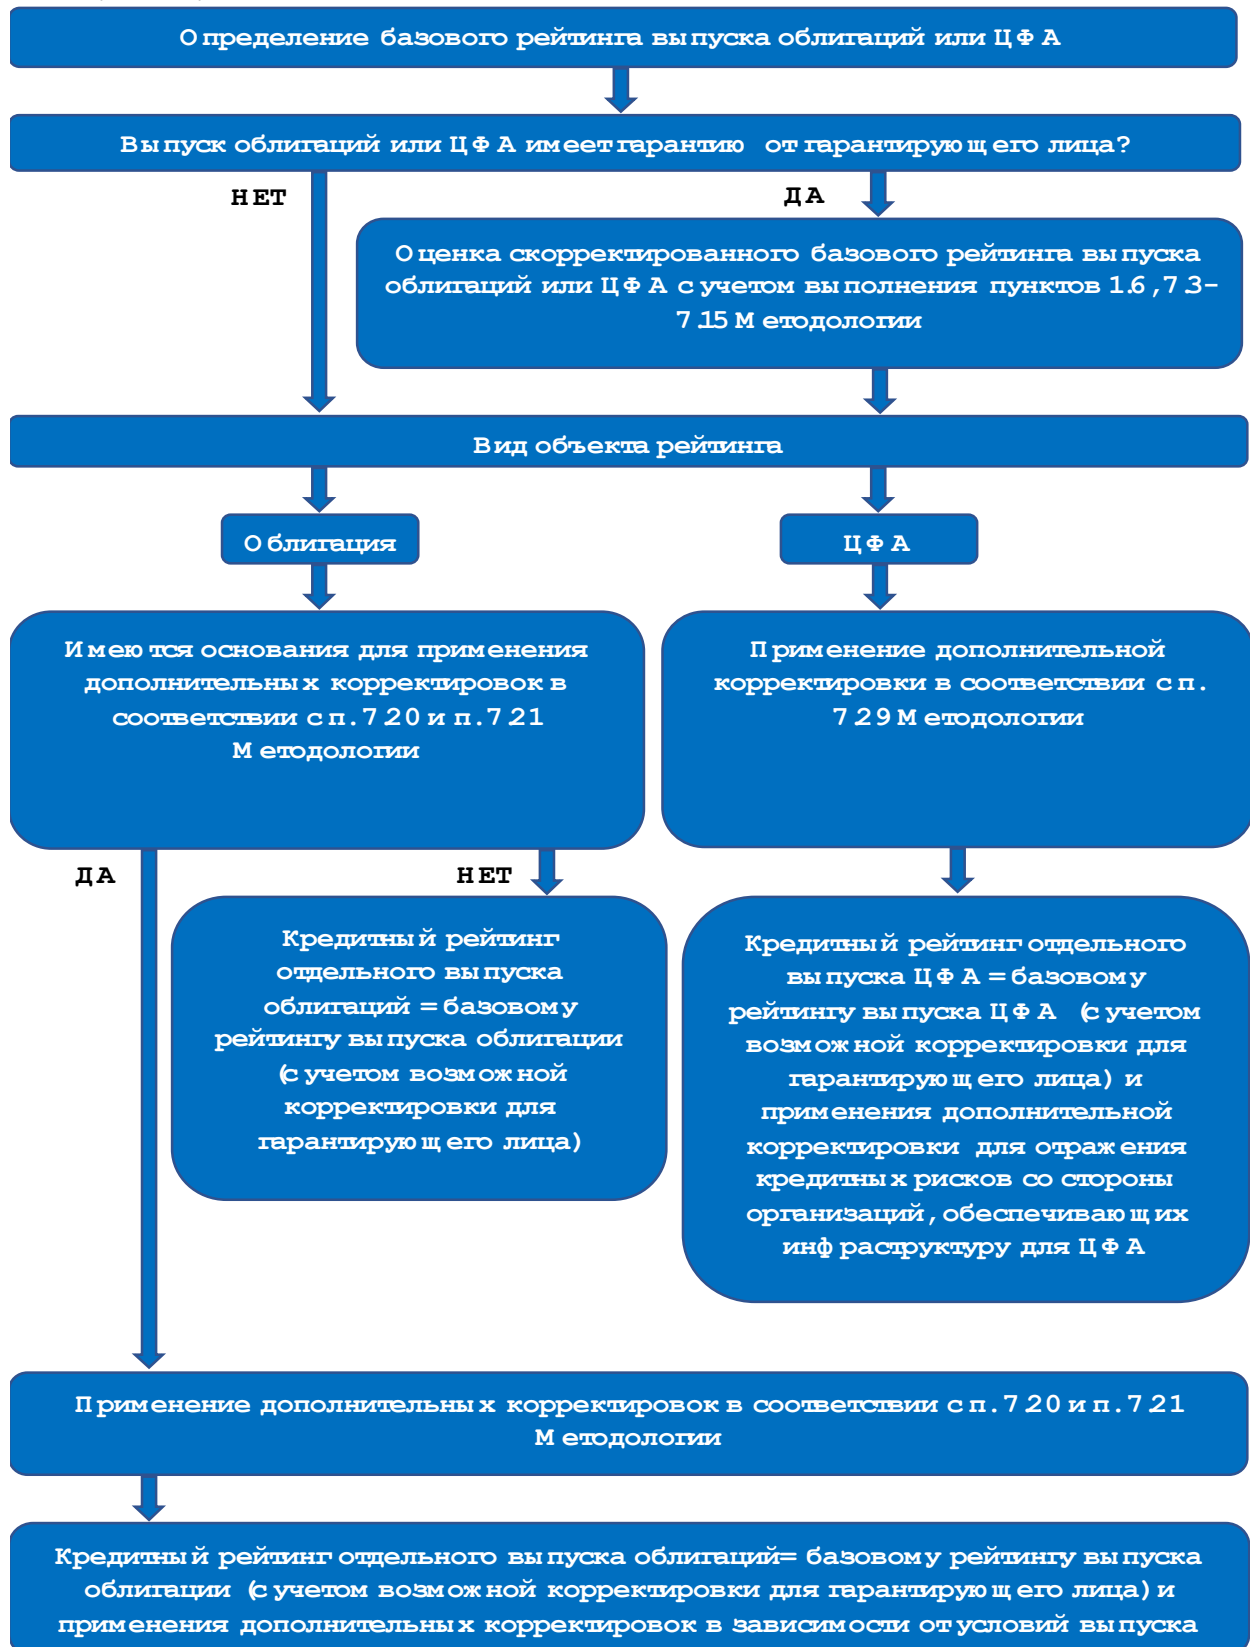 Определение базового рейтинга выпуска облигаций или ЦФА
Выпуск облигаций или ЦФА имеет гарантию от гарантирующего лица?
НЕТ
ДА
Оценка скорректированного базового рейтинга выпуска
облигаций или ЦФА с учетом выполнения пунктов 1.6, 7.3-
7.15 Методологии
Вид объекта рейтинга
Облигация
ЦФА
Имеются основания для применения
дополнительных корректировок в
соответствии с п. 7.20 и п. 7.21
Методологии
Применение дополнительной
корректировки в соответствии с п.
7.29 Методологии
ДА
НЕТ
Кредитный рейтинг
отдельного выпуска
облигаций = базовому
рейтингу выпуска облигации
(с учетом возможной
корректировки для
гарантирующего лица)
Кредитный рейтинг отдельного
выпуска ЦФА = базовому
рейтингу выпуска ЦФА (с учетом
возможной корректировки для
гарантирующего лица) и
применения дополнительной
корректировки для отражения
кредитных рисков со стороны
организаций, обеспечивающих
инфраструктуру для ЦФА
Применение дополнительных корректировок в соответствии с п. 7.20 и п. 7.21
Методологии
Кредитный рейтинг отдельного выпуска облигаций= базовому рейтингу выпуска
облигации (с учетом возможной корректировки для гарантирующего лица) и
применения дополнительных корректировок в зависимости от условий выпуска